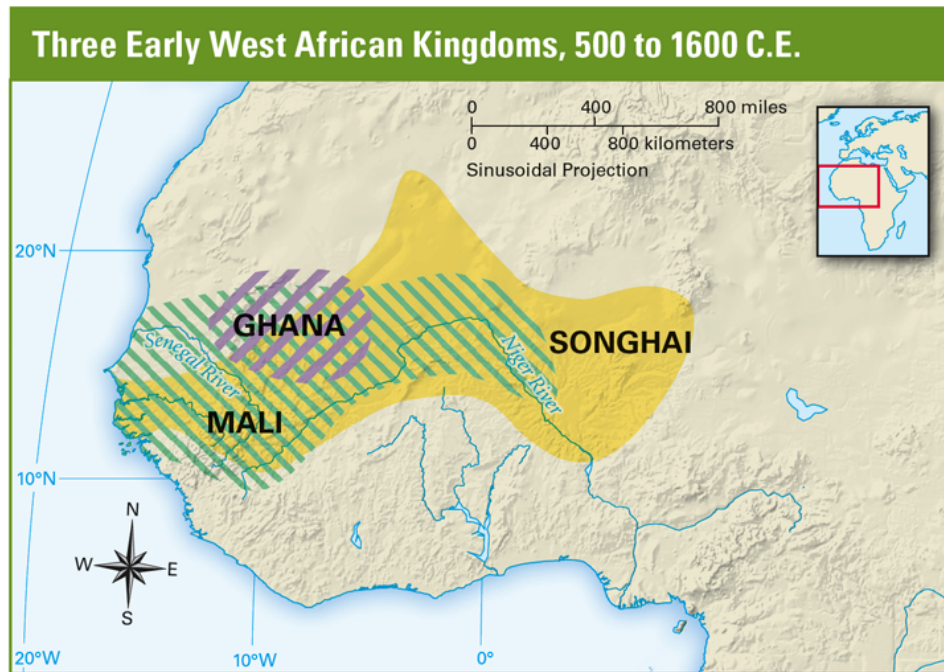 Three Early West African Kingdoms, 500 to 1600 C.E.
0 400 800 miles
0 400 800 kilometers
Sinusoidal Projection
20°N
GHANA
SONGHAI
Senegal River
Niger River
MALI
10°N
N
W E
S
20°W 10°W 0°